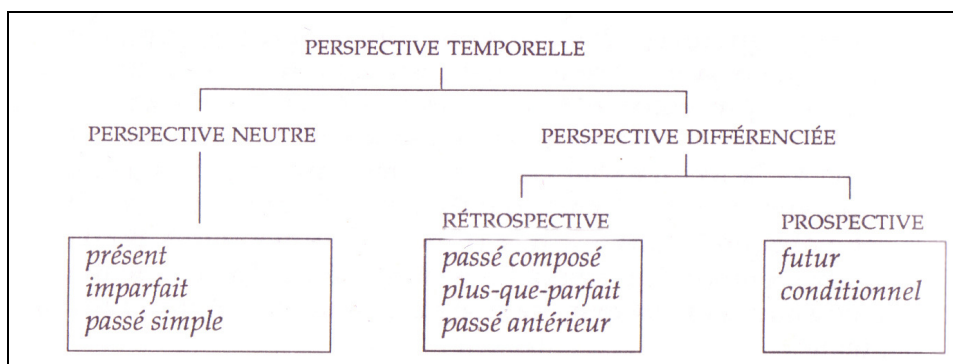 PERSPECTIVE TEMPORELLE
PERSPECTIVE NEUTRE
PERSPECTIVE DIFFÉRENCIÉE
RÉTROSPECTIVE
PROSPECTIVE
présent
imparfait
passé simple
passé composé
plus-que-parfait
passé antérieur
futur
conditionnel